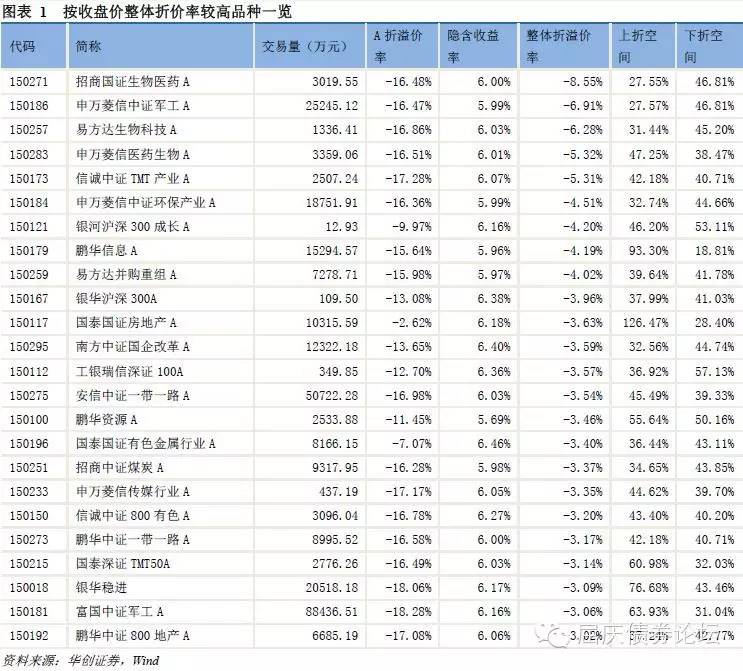 图表 1 按收盘价整体折价率较高品种一览
代码 简称 交易量（万元） A 折溢价率 隐含收益率 整体折溢价率 上折空间 下折空间
150271 招商国证生物医药 A 3019.55 -16.48% 6.00% -8.55% 27.55% 46.81%
150186 申万菱信中证军工 A 25245.12 -16.47% 5.99% -6.91% 27.57% 46.81%
150257 易方达生物科技 A 1336.41 -16.86% 6.03% -6.28% 31.44% 45.20%
150283 申万菱信医药生物 A 3359.06 -16.51% 6.01% -5.32% 47.25% 38.47%
150173 信诚中证 TMT 产业 A 2507.24 -17.28% 6.07% -5.31% 42.18% 40.71%
150184 申万菱信中证环保产业 A 18751.91 -16.36% 5.99% -4.51% 32.74% 44.66%
150121 银河沪深 300 成长 A 12.93 -9.97% 6.16% -4.20% 46.20% 53.11%
150179 鹏华信息 A 15294.57 -15.64% 5.96% -4.19% 93.30% 18.81%
150259 易方达并购重组 A 7278.71 -15.98% 5.97% -4.02% 39.64% 41.78%
150167 银华沪深 300A 109.50 -13.08% 6.38% -3.96% 37.99% 41.03%
150117 国泰国证房地产 A 10315.59 -2.62% 6.18% -3.63% 126.47% 28.40%
150295 南方中证国企改革 A 12322.18 -13.65% 6.40% -3.59% 32.56% 44.74%
150112 工银瑞信深证 100A 349.85 -12.70% 6.36% -3.57% 36.92% 57.13%
150275 安信中证一带一路 A 50722.28 -16.98% 6.03% -3.54% 45.49% 39.33%
150100 鹏华资源 A 2533.88 -11.45% 5.69% -3.46% 55.64% 50.16%
150196 国泰国证有色金属行业 A 8166.15 -7.07% 6.46% -3.40% 36.44% 43.11%
150251 招商中证煤炭 A 9317.95 -16.28% 5.98% -3.37% 34.65% 43.85%
150233 申万菱信传媒行业 A 437.19 -17.17% 6.05% -3.35% 44.62% 39.70%
150150 信诚中证 800 有色 A 3096.04 -16.78% 6.27% -3.20% 43.40% 40.20%
150273 鹏华中证一带一路 A 8995.52 -16.58% 6.00% -3.17% 42.18% 40.71%
150215 国泰深证 TMT50A 2776.26 -16.49% 6.03% -3.14% 60.98% 32.03%
150018 银华稳进 20518.18 -18.06% 6.17% -3.09% 76.68% 43.46%
150181 富国中证军工 A 88436.51 -18.28% 6.16% -3.06% 63.93% 31.04%
150192 鹏华中证 800 地产 A 6685.19 -17.08% 6.06% -3.02% 37.24% 42.77%
屈庆债券论坛
资料来源：华创证券，Wind